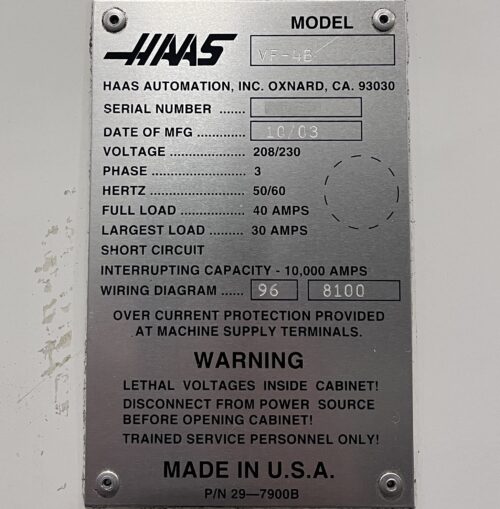 MODEL
HAAS VF-4B
HAAS AUTOMATION, INC. OXNARD, CA. 93030
SERIAL NUMBER .......
DATE OF MFG ............ 10/03
VOLTAGE .................... 208/230
PHASE ......................... 3
HERTZ ......................... 50/60
FULL LOAD ................. 40 AMPS
LARGEST LOAD ......... 30 AMPS
SHORT CIRCUIT
INTERRUPTING CAPACITY - 10,000 AMPS
WIRING DIAGRAM ...... 96 8100
OVER CURRENT PROTECTION PROVIDED
AT MACHINE SUPPLY TERMINALS.
WARNING
LETHAL VOLTAGES INSIDE CABINET!
DISCONNECT FROM POWER SOURCE
BEFORE OPENING CABINET!
TRAINED SERVICE PERSONNEL ONLY!
MADE IN U.S.A.
P/N 29—7900B